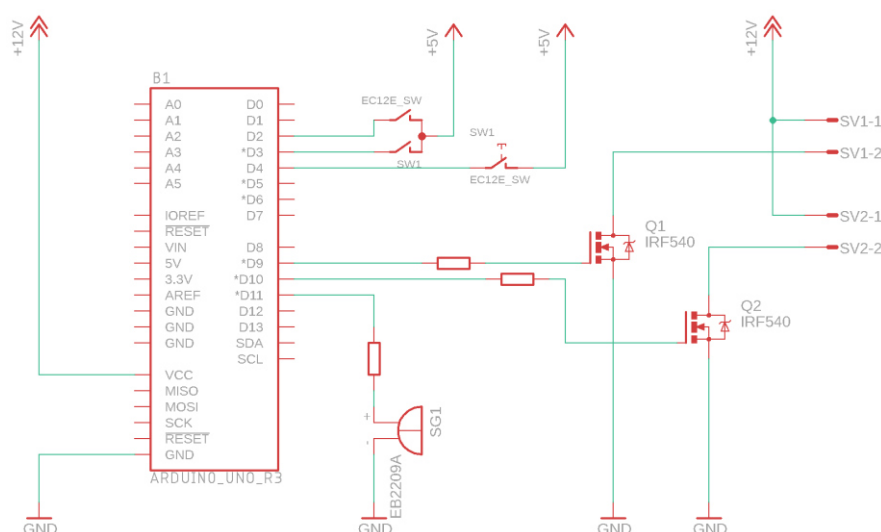 +12V
+5V
+5V
+12V
B1
A0
A1
A2
A3
A4
A5
IOREF
RESET
VIN
5V
3.3V
AREF
GND
GND
GND
VCC
MISO
MOSI
SCK
RESET
GND
D0
D1
D2
*D3
D4
*D5
*D6
D7
D8
*D9
*D10
*D11
D12
D13
SDA
SCL
ARDUINO_UNO_R3
EC12E_SW
SW1
SW1
EC12E_SW
SV1-1
SV1-2
SV2-1
SV2-2
Q1
IRF540
Q2
IRF540
+
-
SG1
EB2209A
GND
GND
GND
GND